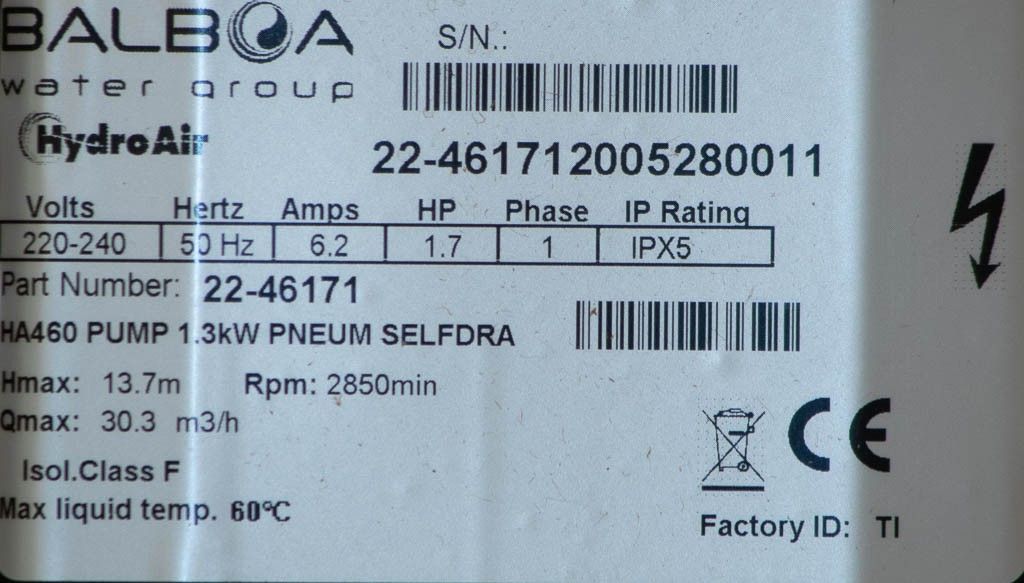 BALBOA
water group
HydroAir
S/N.:
22-461712005280011
Volts Hertz Amps HP Phase IP Rating
220-240 50 Hz 6.2 1.7 1 IPX5
Part Number: 22-46171
HA460 PUMP 1.3kW PNEUM SELFDRA
Hmax: 13.7m Rpm: 2850min
Qmax: 30.3 m3/h
Isol.Class F
Max liquid temp. 60°C
CE
Factory ID: TI